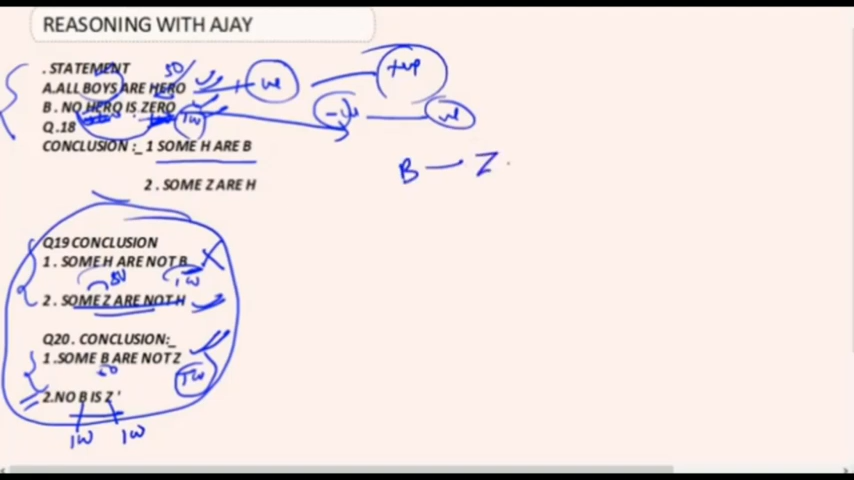 REASONING WITH AJAY
. STATEMENT
A.ALL BOYS ARE HERO
B . NO HERO IS ZERO
Q.18
CONCLUSION :_ 1 SOME H ARE B
2 . SOME Z ARE H
B — Z
Q19 CONCLUSION
1 . SOME H ARE NOT B
2 . SOME Z ARE NOT H
Q20 . CONCLUSION:_
1 .SOME B ARE NOT Z
2.NO B IS Z '
IW IW